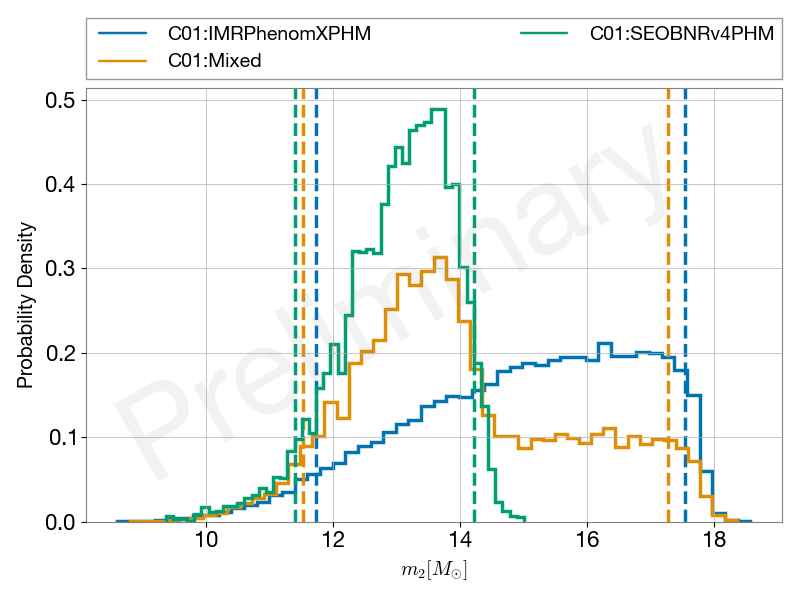 C01:IMRPhenomXPHM
C01:Mixed
C01:SEOBNRv4PHM
Preliminary
Probability Density
0.5
0.4
0.3
0.2
0.1
0.0
10 12 14 16 18
m₂[M☉]